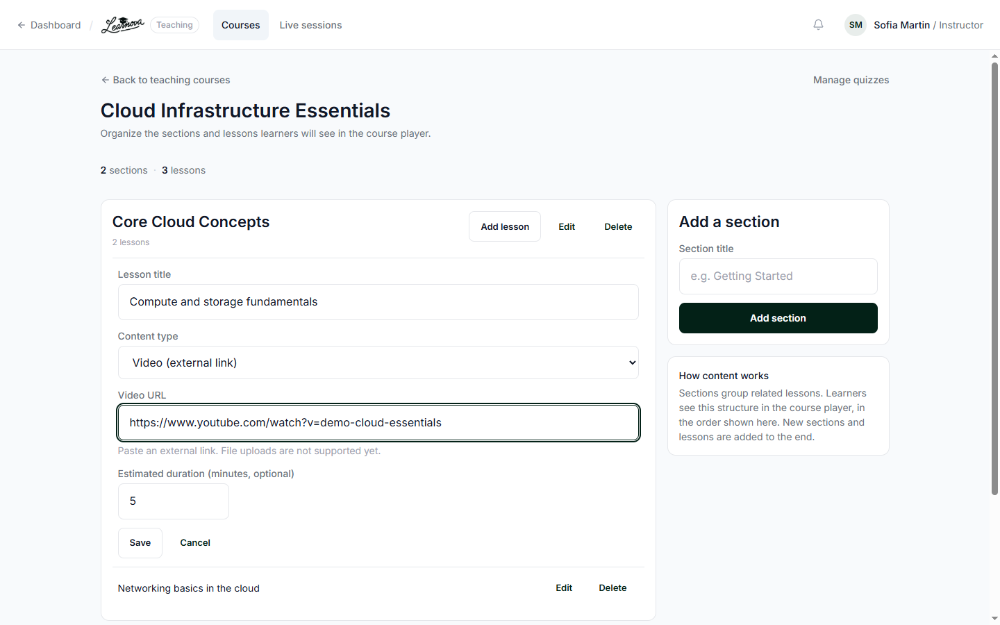 ← Dashboard / Learnova Teaching Courses Live sessions SM Sofia Martin / Instructor
← Back to teaching courses Manage quizzes
Cloud Infrastructure Essentials
Organize the sections and lessons learners will see in the course player.
2 sections · 3 lessons
Core Cloud Concepts
2 lessons
Add lesson Edit Delete
Lesson title
Compute and storage fundamentals
Content type
Video (external link)
Video URL
https://www.youtube.com/watch?v=demo-cloud-essentials
Paste an external link. File uploads are not supported yet.
Estimated duration (minutes, optional)
5
Save Cancel
Networking basics in the cloud Edit Delete
Add a section
Section title
e.g. Getting Started
Add section
How content works
Sections group related lessons. Learners
see this structure in the course player, in
the order shown here. New sections and
lessons are added to the end.